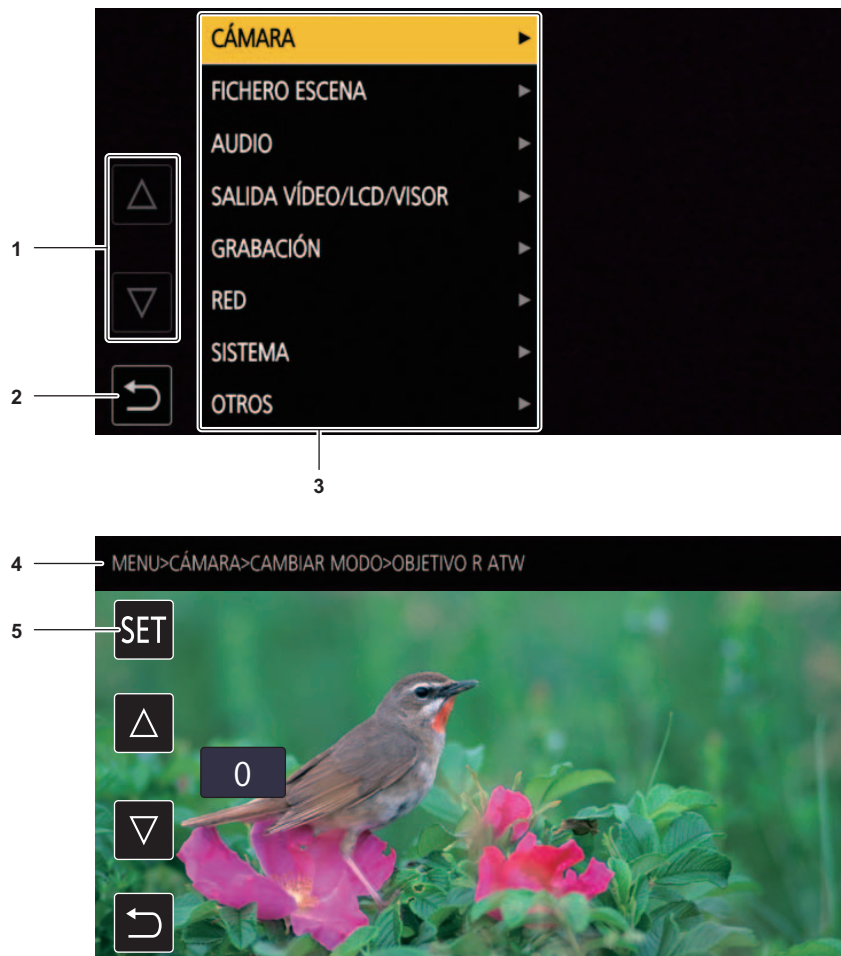 CÁMARA
FICHERO ESCENA
AUDIO
SALIDA VÍDEO/LCD/VISOR
GRABACIÓN
RED
SISTEMA
OTROS
1
2
3
4
MENU>CÁMARA>CAMBIAR MODO>OBJETIVO R ATW
5
SET
0